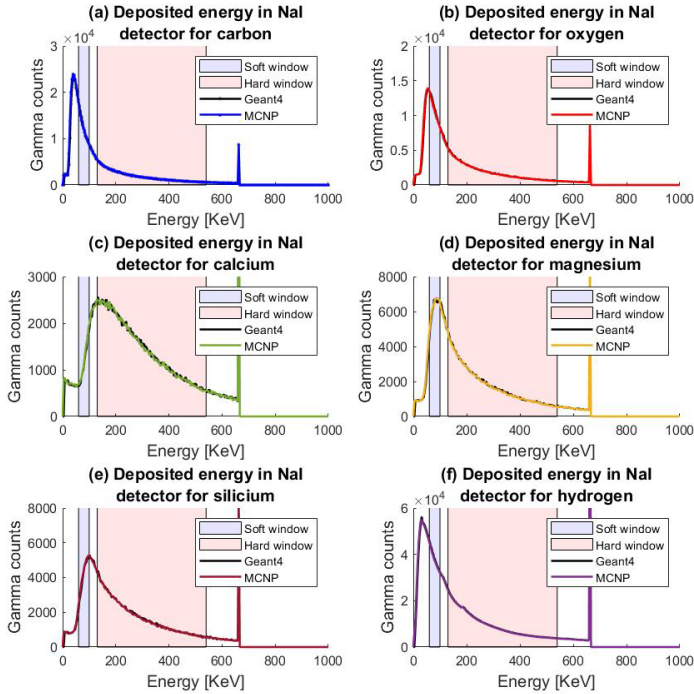 (a) Deposited energy in NaI
detector for carbon
× 10^4
3
2
1
0
Gamma counts
Soft window
Hard window
Geant4
MCNP
0 200 400 600 800 1000
Energy [KeV]
(b) Deposited energy in NaI
detector for oxygen
× 10^4
2
1.5
1
0.5
0
Gamma counts
Soft window
Hard window
Geant4
MCNP
0 200 400 600 800 1000
Energy [KeV]
(c) Deposited energy in NaI
detector for calcium
3000
2000
1000
0
Gamma counts
Soft window
Hard window
Geant4
MCNP
0 200 400 600 800 1000
Energy [KeV]
(d) Deposited energy in NaI
detector for magnesium
8000
6000
4000
2000
0
Gamma counts
Soft window
Hard window
Geant4
MCNP
0 200 400 600 800 1000
Energy [KeV]
(e) Deposited energy in NaI
detector for silicium
8000
6000
4000
2000
0
Gamma counts
Soft window
Hard window
Geant4
MCNP
0 200 400 600 800 1000
Energy [KeV]
(f) Deposited energy in NaI
detector for hydrogen
× 10^4
6
4
2
0
Gamma counts
Soft window
Hard window
Geant4
MCNP
0 200 400 600 800 1000
Energy [KeV]